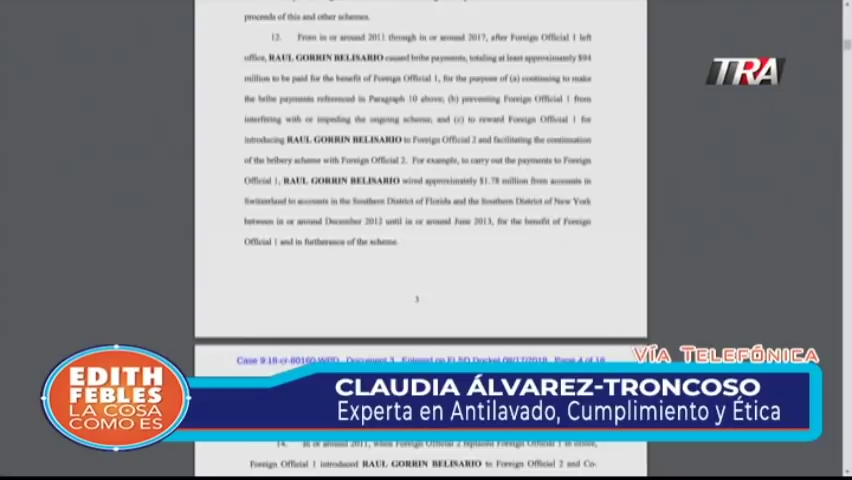 proceeds of this and other schemes.
12. From in or around 2011 through in or around 2017, after Foreign Official 1 left
office, RAUL GORRIN BELISARIO caused bribe payments, totaling at least approximately $94
million to be paid for the benefit of Foreign Official 1, for the purpose of (a) continuing to make
the bribe payments referenced in Paragraph 10 above; (b) preventing Foreign Official 1 from
interfering with or impeding the ongoing scheme; and (c) to reward Foreign Official 1 for
introducing RAUL GORRIN BELISARIO to Foreign Official 2 and facilitating the continuation
of the bribery scheme with Foreign Official 2. For example, to carry out the payments to Foreign
Official 1, RAUL GORRIN BELISARIO wired approximately $1.78 million from accounts in
Switzerland to accounts in the Southern District of Florida and the Southern District of New York
between in or around December 2012 until in or around June 2013, for the benefit of Foreign
Official 1 and in furtherance of the scheme.
3
TRA
Case 9:18-cr-80160-WPD Document 3 Entered on FLSD Docket 08/17/2018 Page 4 of 16
VÍA TELEFÓNICA
EDITH
FEBLES
LA COSA
COMO ES
CLAUDIA ÁLVAREZ-TRONCOSO
Experta en Antilavado, Cumplimiento y Ética
14. In or around 2011, when Foreign Official 2 replaced Foreign Official 1 in office,
Foreign Official 1 introduced RAUL GORRIN BELISARIO to Foreign Official 2 and Co-